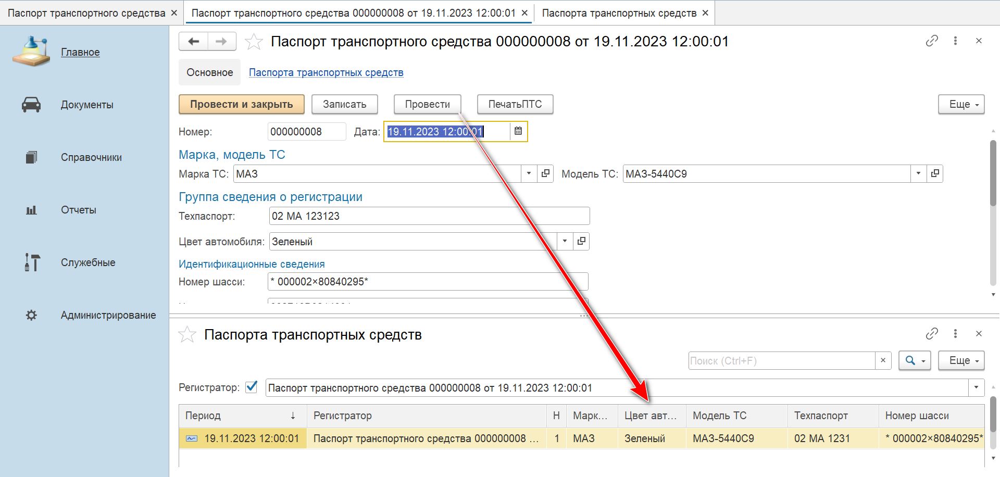 Паспорт транспортного средства ×
Паспорт транспортного средства 000000008 от 19.11.2023 12:00:01 ×
Паспорта транспортных средств ×
Главное
Документы
Справочники
Отчеты
Служебные
Администрирование
Паспорт транспортного средства 000000008 от 19.11.2023 12:00:01
Основное Паспорта транспортных средств
Провести и закрыть Записать Провести ПечатьПТС Еще
Номер: 000000008 Дата: 19.11.2023 12:00:01
Марка, модель ТС
Марка ТС: МАЗ Модель ТС: МАЗ-5440С9
Группа сведения о регистрации
Техпаспорт: 02 МА 123123
Цвет автомобиля: Зеленый
Идентификационные сведения
Номер шасси: * 000002×80840295*
Паспорта транспортных средств
Поиск (Ctrl+F) × Еще
Регистратор: Паспорт транспортного средства 000000008 от 19.11.2023 12:00:01
Период ↓ Регистратор Н Марк... Цвет авт... Модель ТС Техпаспорт Номер шасси
19.11.2023 12:00:01 Паспорт транспортного средства 000000008 ... 1 МАЗ Зеленый МАЗ-5440С9 02 МА 1231 * 000002×80840295*